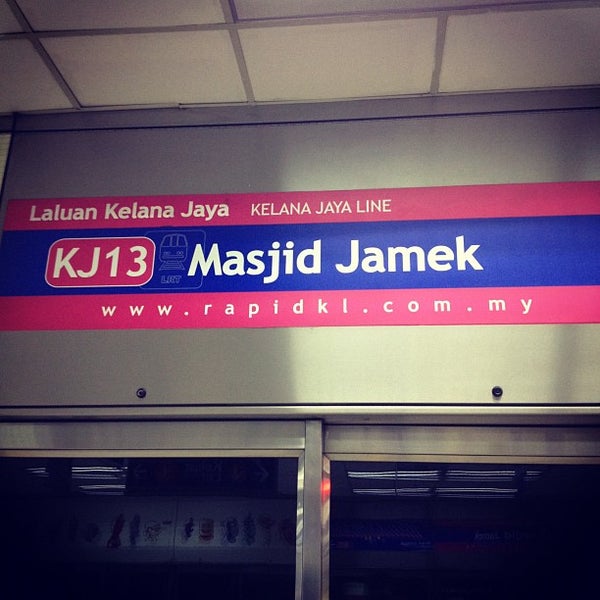 Laluan Kelana Jaya KELANA JAYA LINE
KJ13 LRT Masjid Jamek
www.rapidkl.com.my